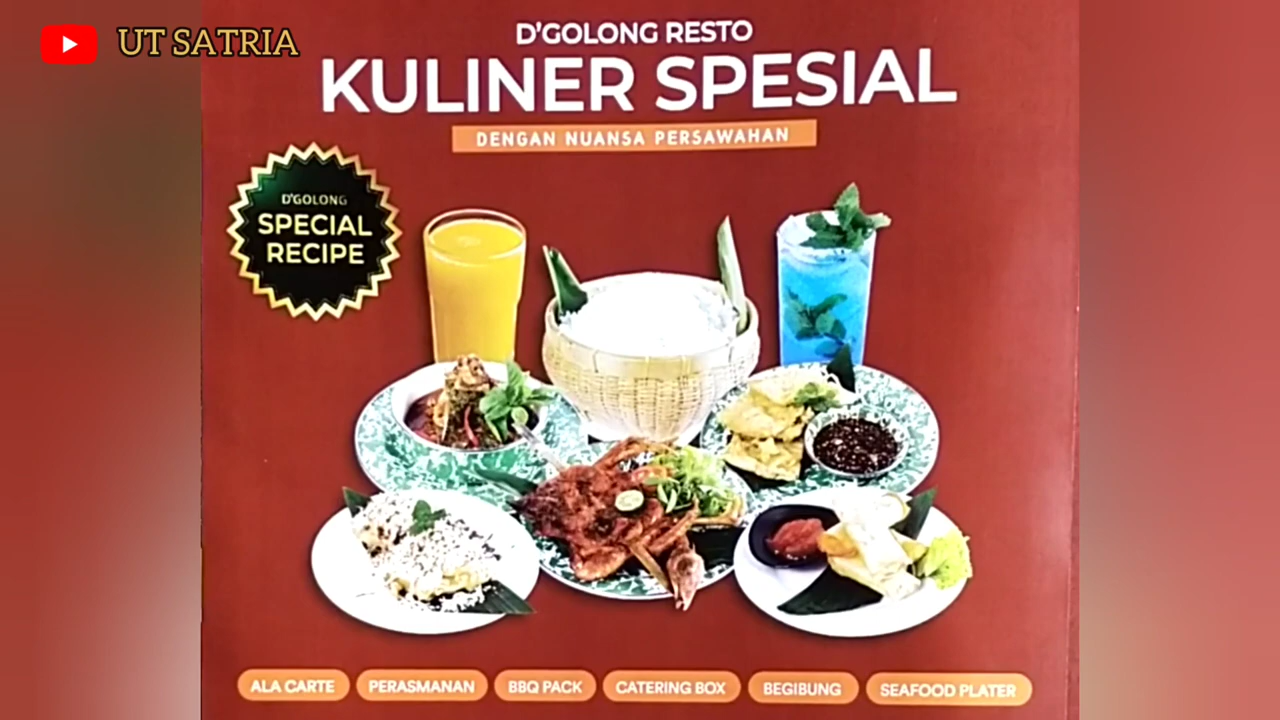 UT SATRIA
D'GOLONG RESTO
KULINER SPESIAL
DENGAN NUANSA PERSAWAHAN
D'GOLONG
SPECIAL
RECIPE
ALA CARTE
PERASMANAN
BBQ PACK
CATERING BOX
BEGIBUNG
SEAFOOD PLATER